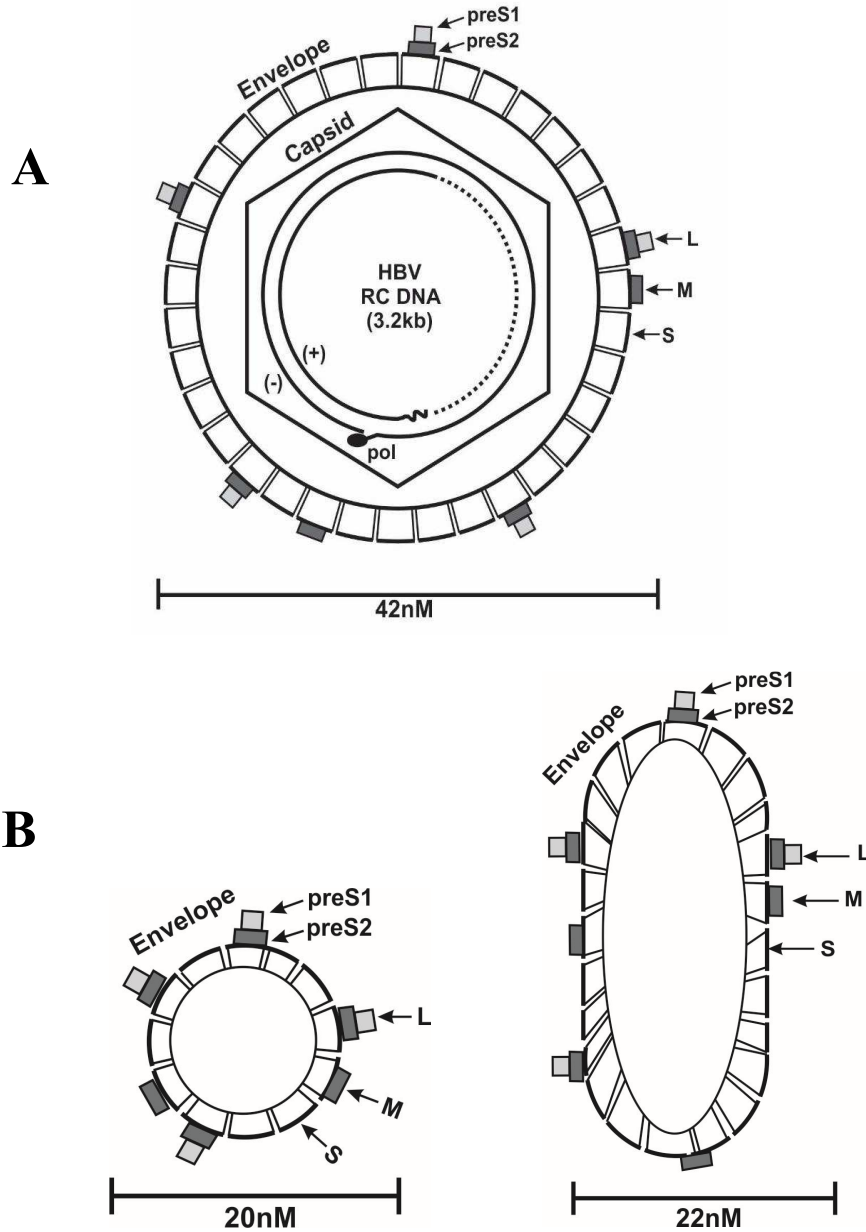 preS1
preS2
Envelope
Capsid
A
L
HBV
RC DNA
(3.2kb)
M
S
(+)
(-)
pol
42nM
preS1
preS2
Envelope
B
L
M
S
preS1
preS2
Envelope
L
M
S
20nM
22nM